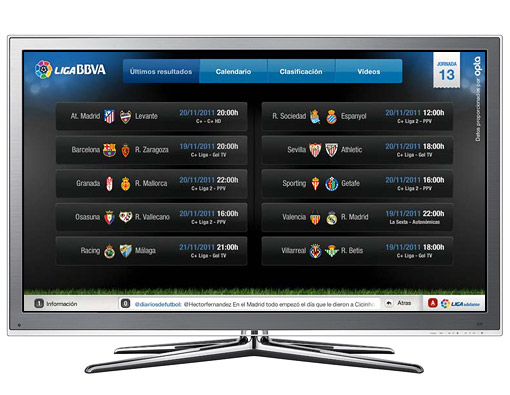 LIGA BBVA
Últimos resultados
Calendario
Clasificación
Vídeos
JORNADA
13
Datos proporcionados por opta
At. Madrid Levante 20/11/2011 20:00h
C+ - C+ HD
R. Sociedad Espanyol 20/11/2011 12:00h
C+ Liga 2 - PPV
Barcelona R. Zaragoza 19/11/2011 20:00h
C+ Liga - Gol TV
Sevilla Athletic 20/11/2011 18:00h
C+ Liga - Gol TV
Granada R. Mallorca 20/11/2011 22:00h
C+ Liga 2 - PPV
Sporting Getafe 20/11/2011 16:00h
C+ Liga 2 - PPV
Osasuna R. Vallecano 20/11/2011 16:00h
C+ Liga 2 - PPV
Valencia R. Madrid 19/11/2011 22:00h
La Sexta - Autonómicas
Racing Málaga 21/11/2011 21:00h
C+ Liga - Gol TV
Villarreal R. Betis 19/11/2011 18:00h
C+ Liga - Gol TV
1 Información
0 @diariosdefutbol: @Hectorfernandez En el Madrid todo empezó el día que le dieron a Cicinh
Atras
A LIGA adelante